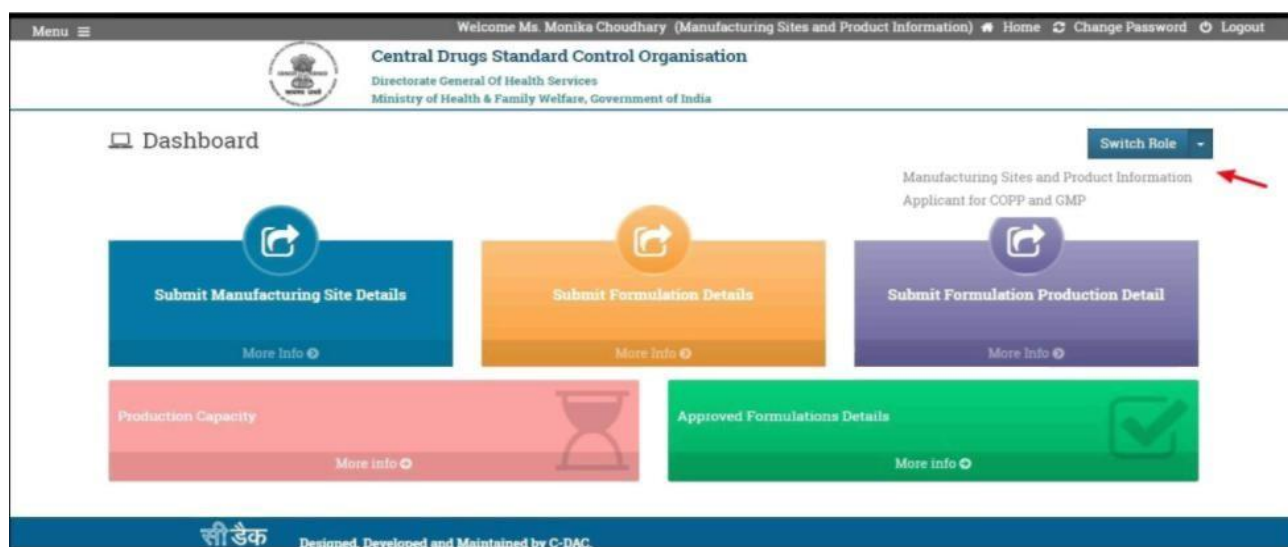 Menu
Welcome Ms. Monika Choudhary (Manufacturing Sites and Product Information) Home Change Password Logout
Central Drugs Standard Control Organisation
Directorate General Of Health Services
Ministry of Health & Family Welfare, Government of India
Dashboard
Switch Role
Manufacturing Sites and Product Information
Applicant for COPP and GMP
Submit Manufacturing Site Details
More Info
Submit Formulation Details
More Info
Submit Formulation Production Detail
More Info
Production Capacity
More info
Approved Formulations Details
More info
सी डैक
Designed, Developed and Maintained by C-DAC.